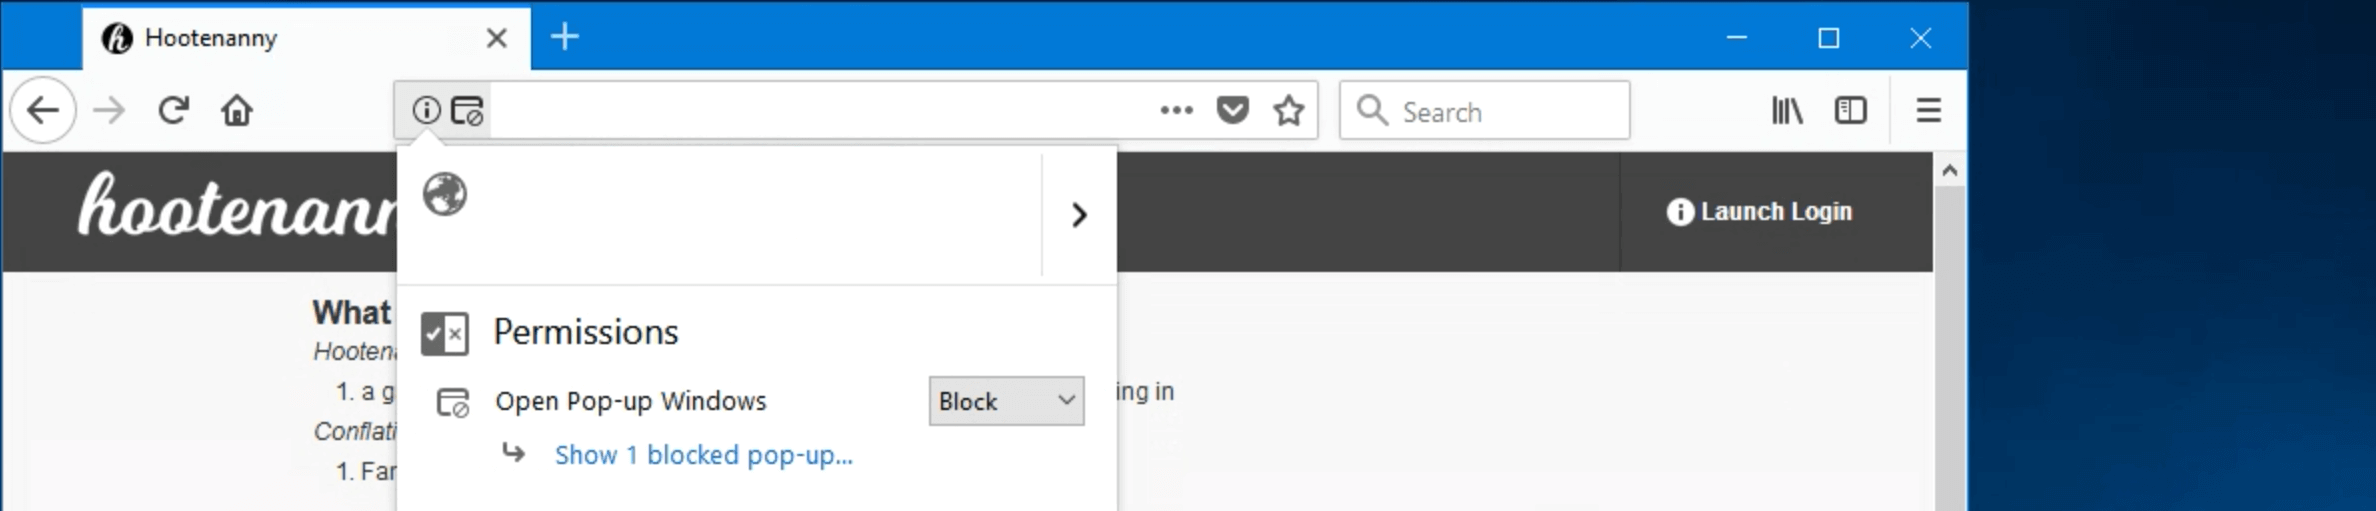 Hootenanny
Search
hootenann
Launch Login
What
Hooten
Permissions
1. a g
ing in
Open Pop-up Windows
Block
Conflati
Show 1 blocked pop-up...
1. Far